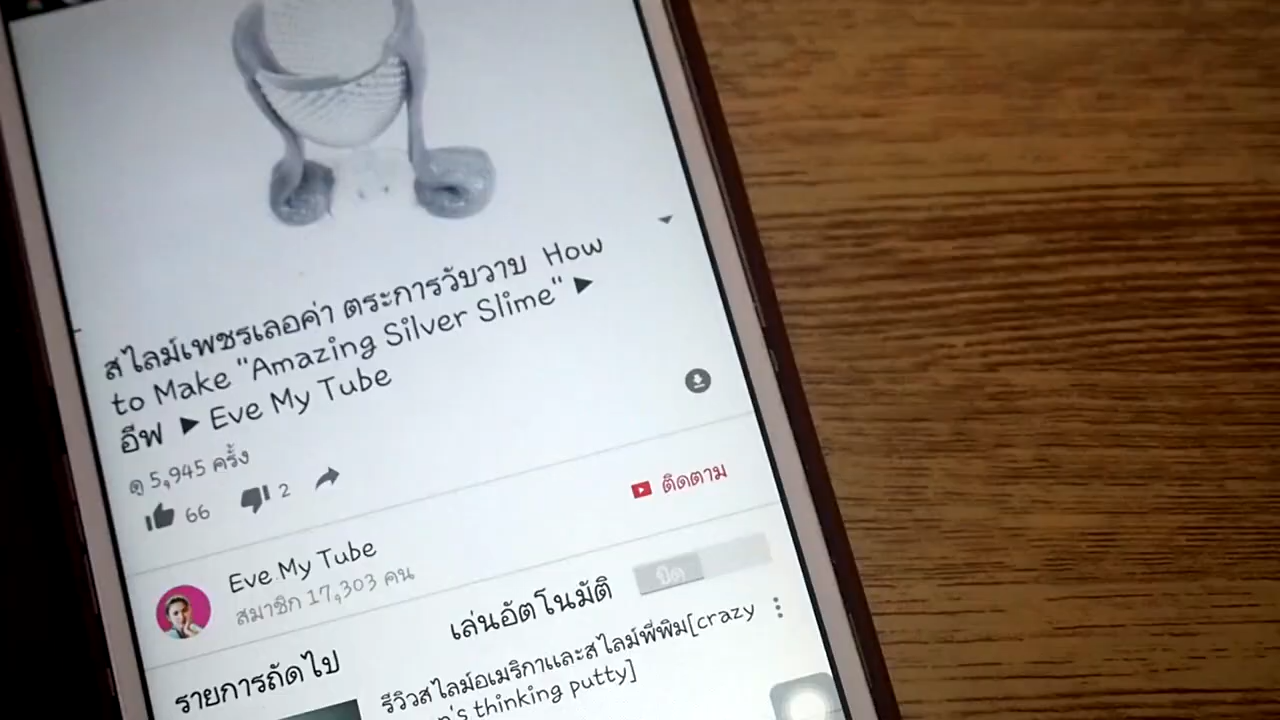 สไลม์เพชรเลอค่า ตระการวับวาบ How
to Make "Amazing Silver Slime" ▶
อีฟ ▶ Eve My Tube
ดู 5,945 ครั้ง
66 2
ติดตาม
Eve My Tube
สมาชิก 17,303 คน
เล่นอัตโนมัติ ปิด
รายการถัดไป
รีวิวสไลม์อเมริกาและสไลม์พี่พิม[crazy
thinking putty]